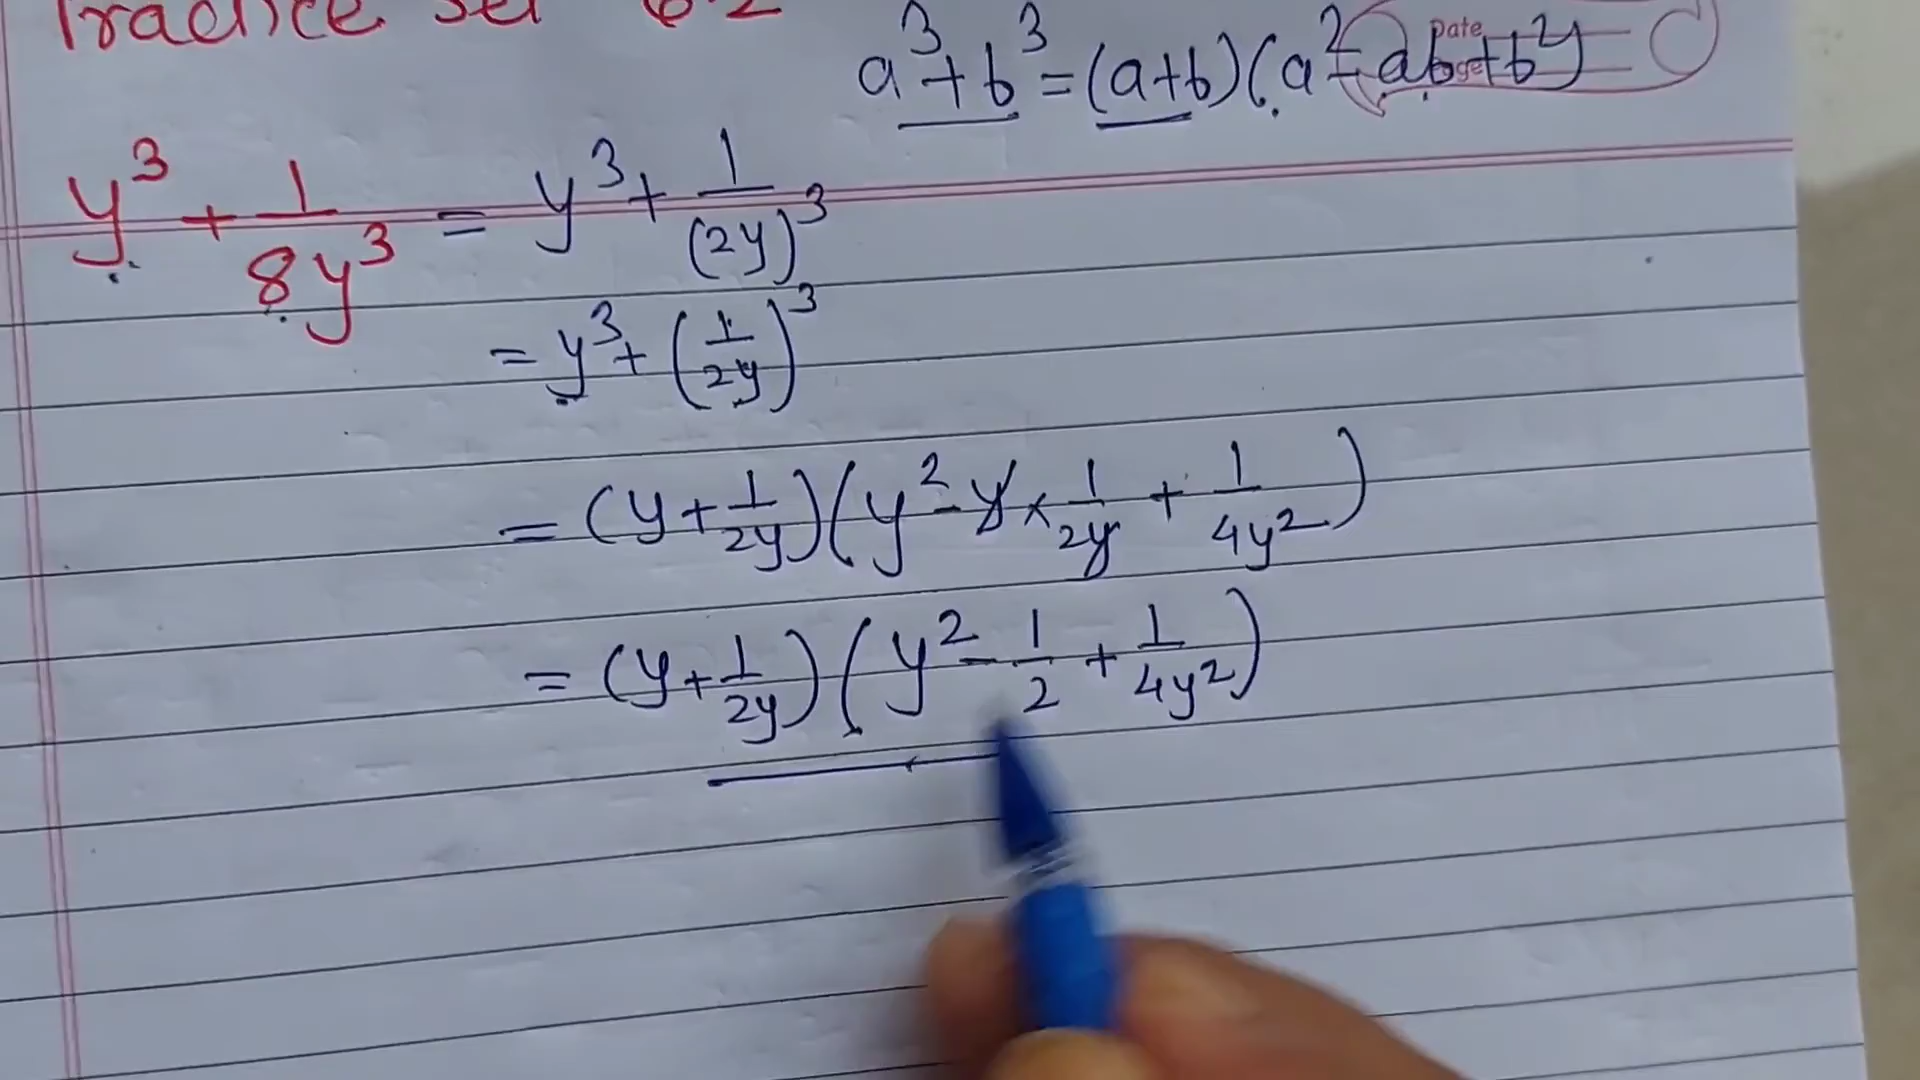 Practice Set 6.2
Date
a³+b³=(a+b)(a²-ab+b²)
y³ + 1/8y³ = y³ + 1/(2y)³
= y³ + (1/2y)³
= (y + 1/2y)(y² - y × 1/2y + 1/4y²)
= (y + 1/2y)(y² - 1/2 + 1/4y²)